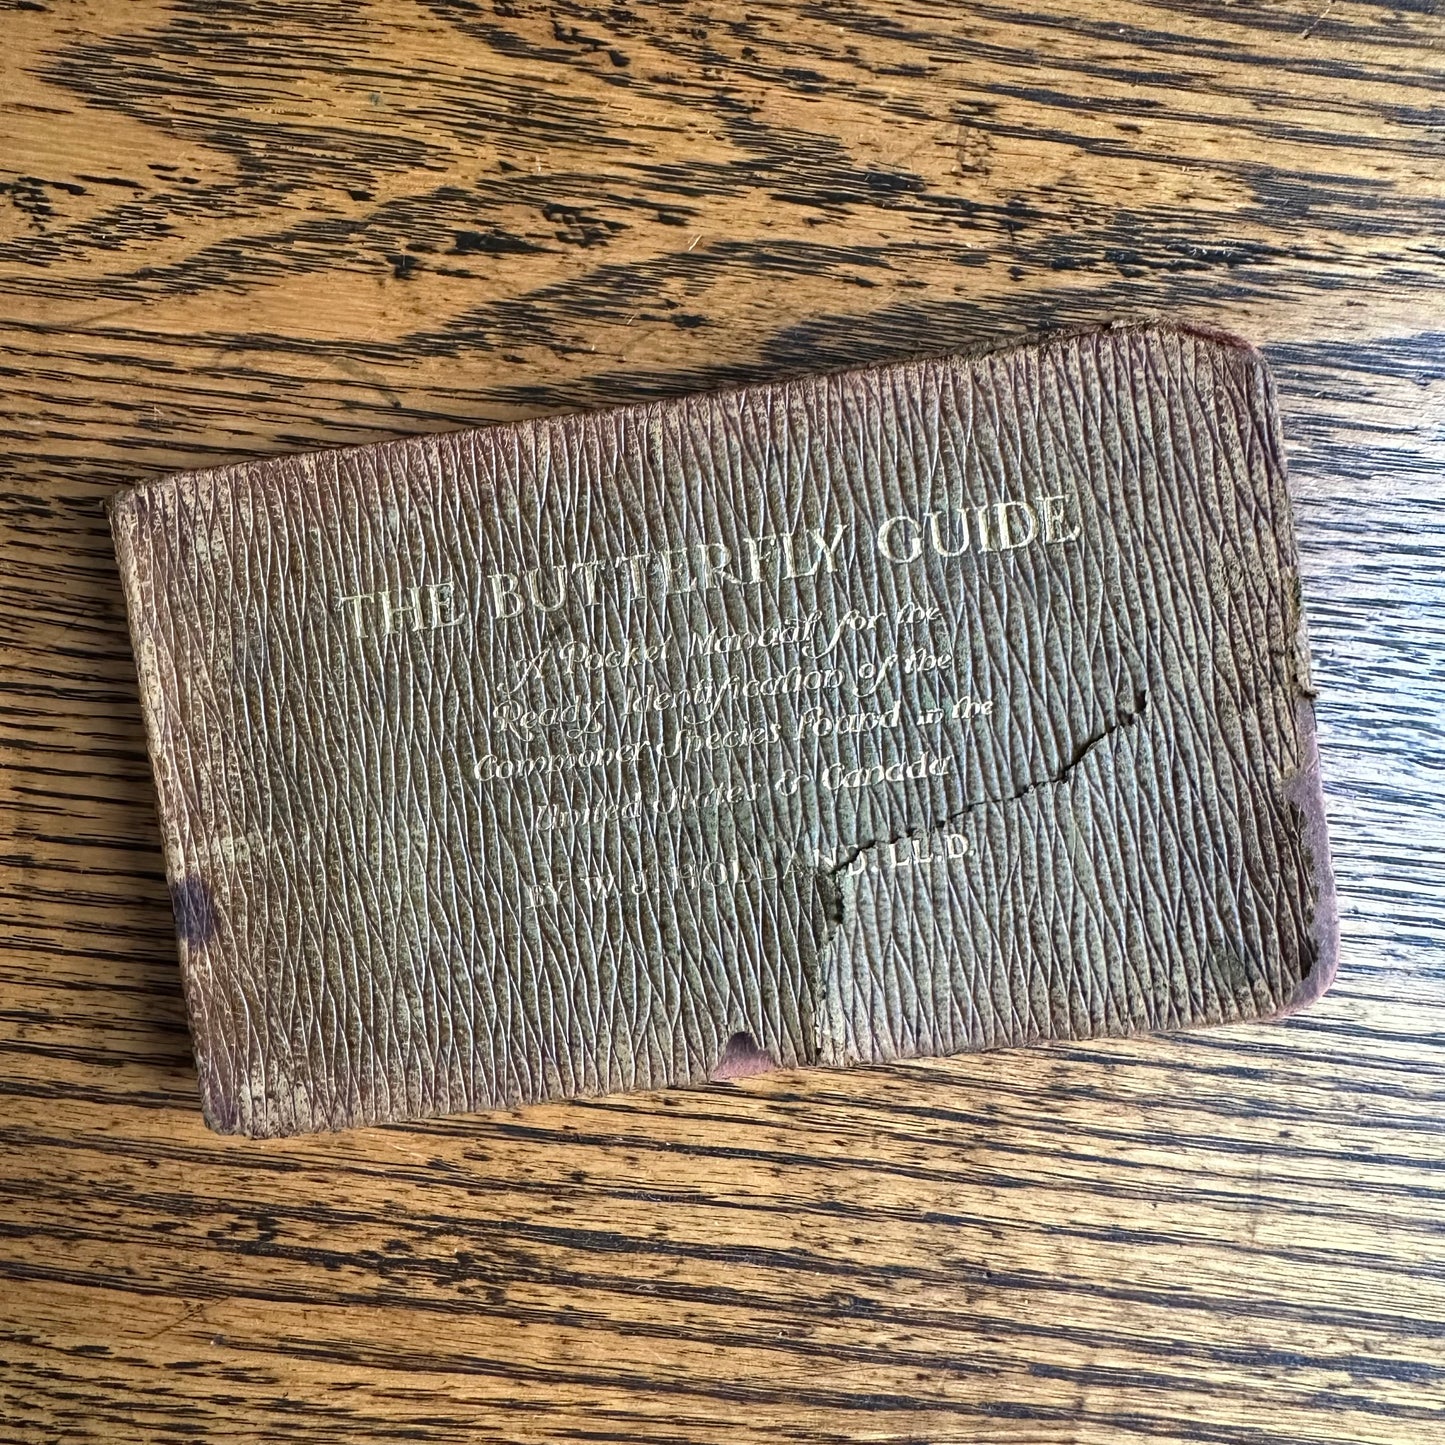 THE BUTTERFLY GUIDE
A Pocket Manual for the
Ready Identification of the
Commoner Species Found in the
United States & Canada
BY W. J. HOLLAND, LL. D.